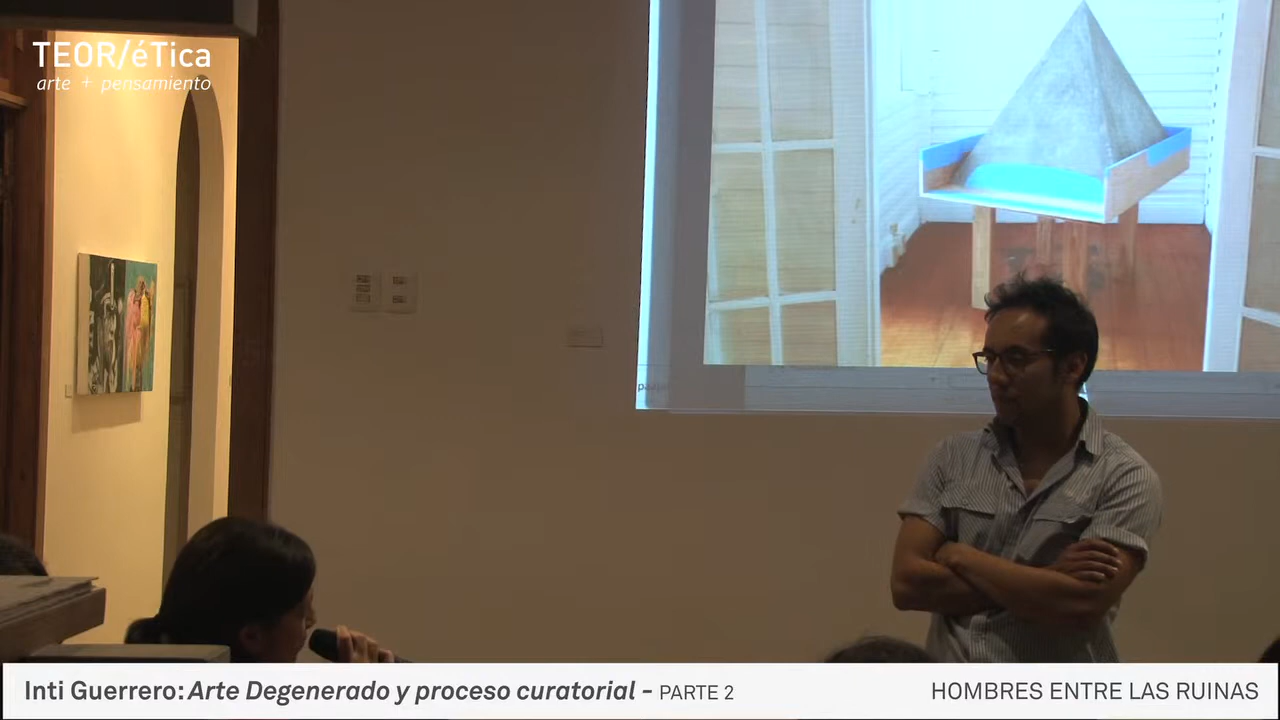 TEOR/éTica
arte + pensamiento
Inti Guerrero: Arte Degenerado y proceso curatorial - PARTE 2
HOMBRES ENTRE LAS RUINAS